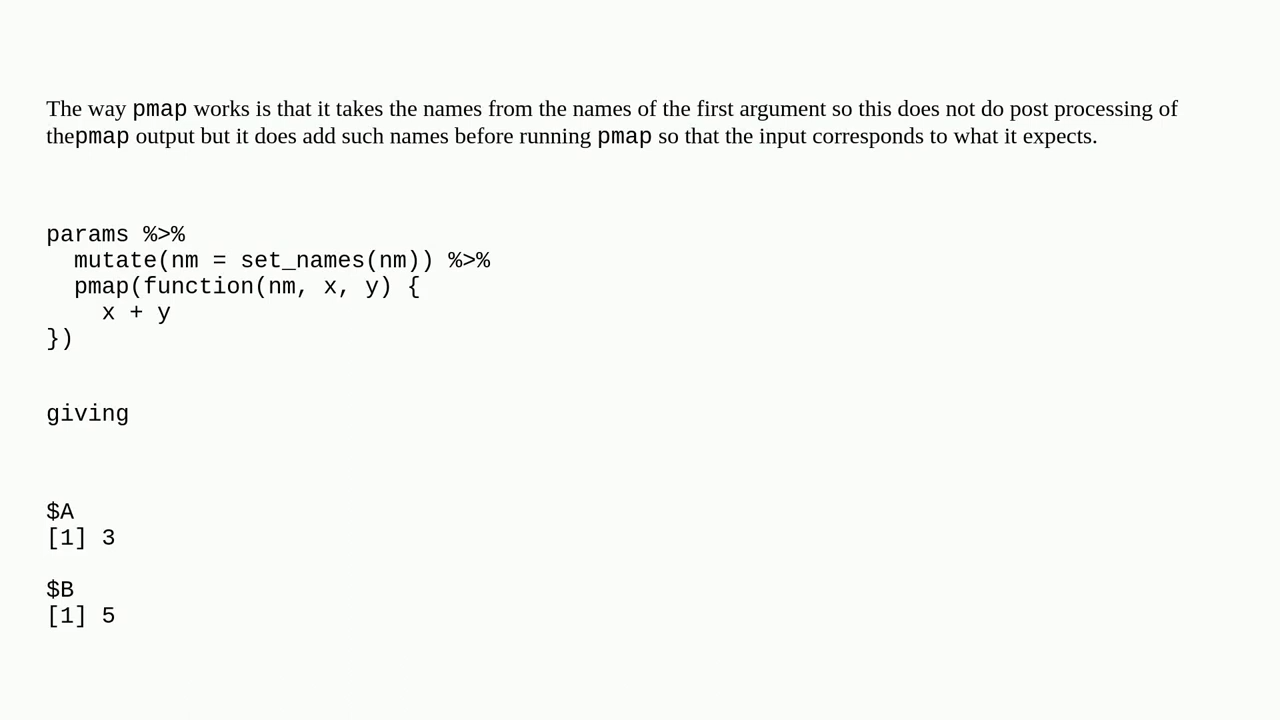 The way pmap works is that it takes the names from the names of the first argument so this does not do post processing of
thepmap output but it does add such names before running pmap so that the input corresponds to what it expects.
params %>%
  mutate(nm = set_names(nm)) %>%
  pmap(function(nm, x, y) {
    x + y
})
giving
$A
[1] 3
$B
[1] 5